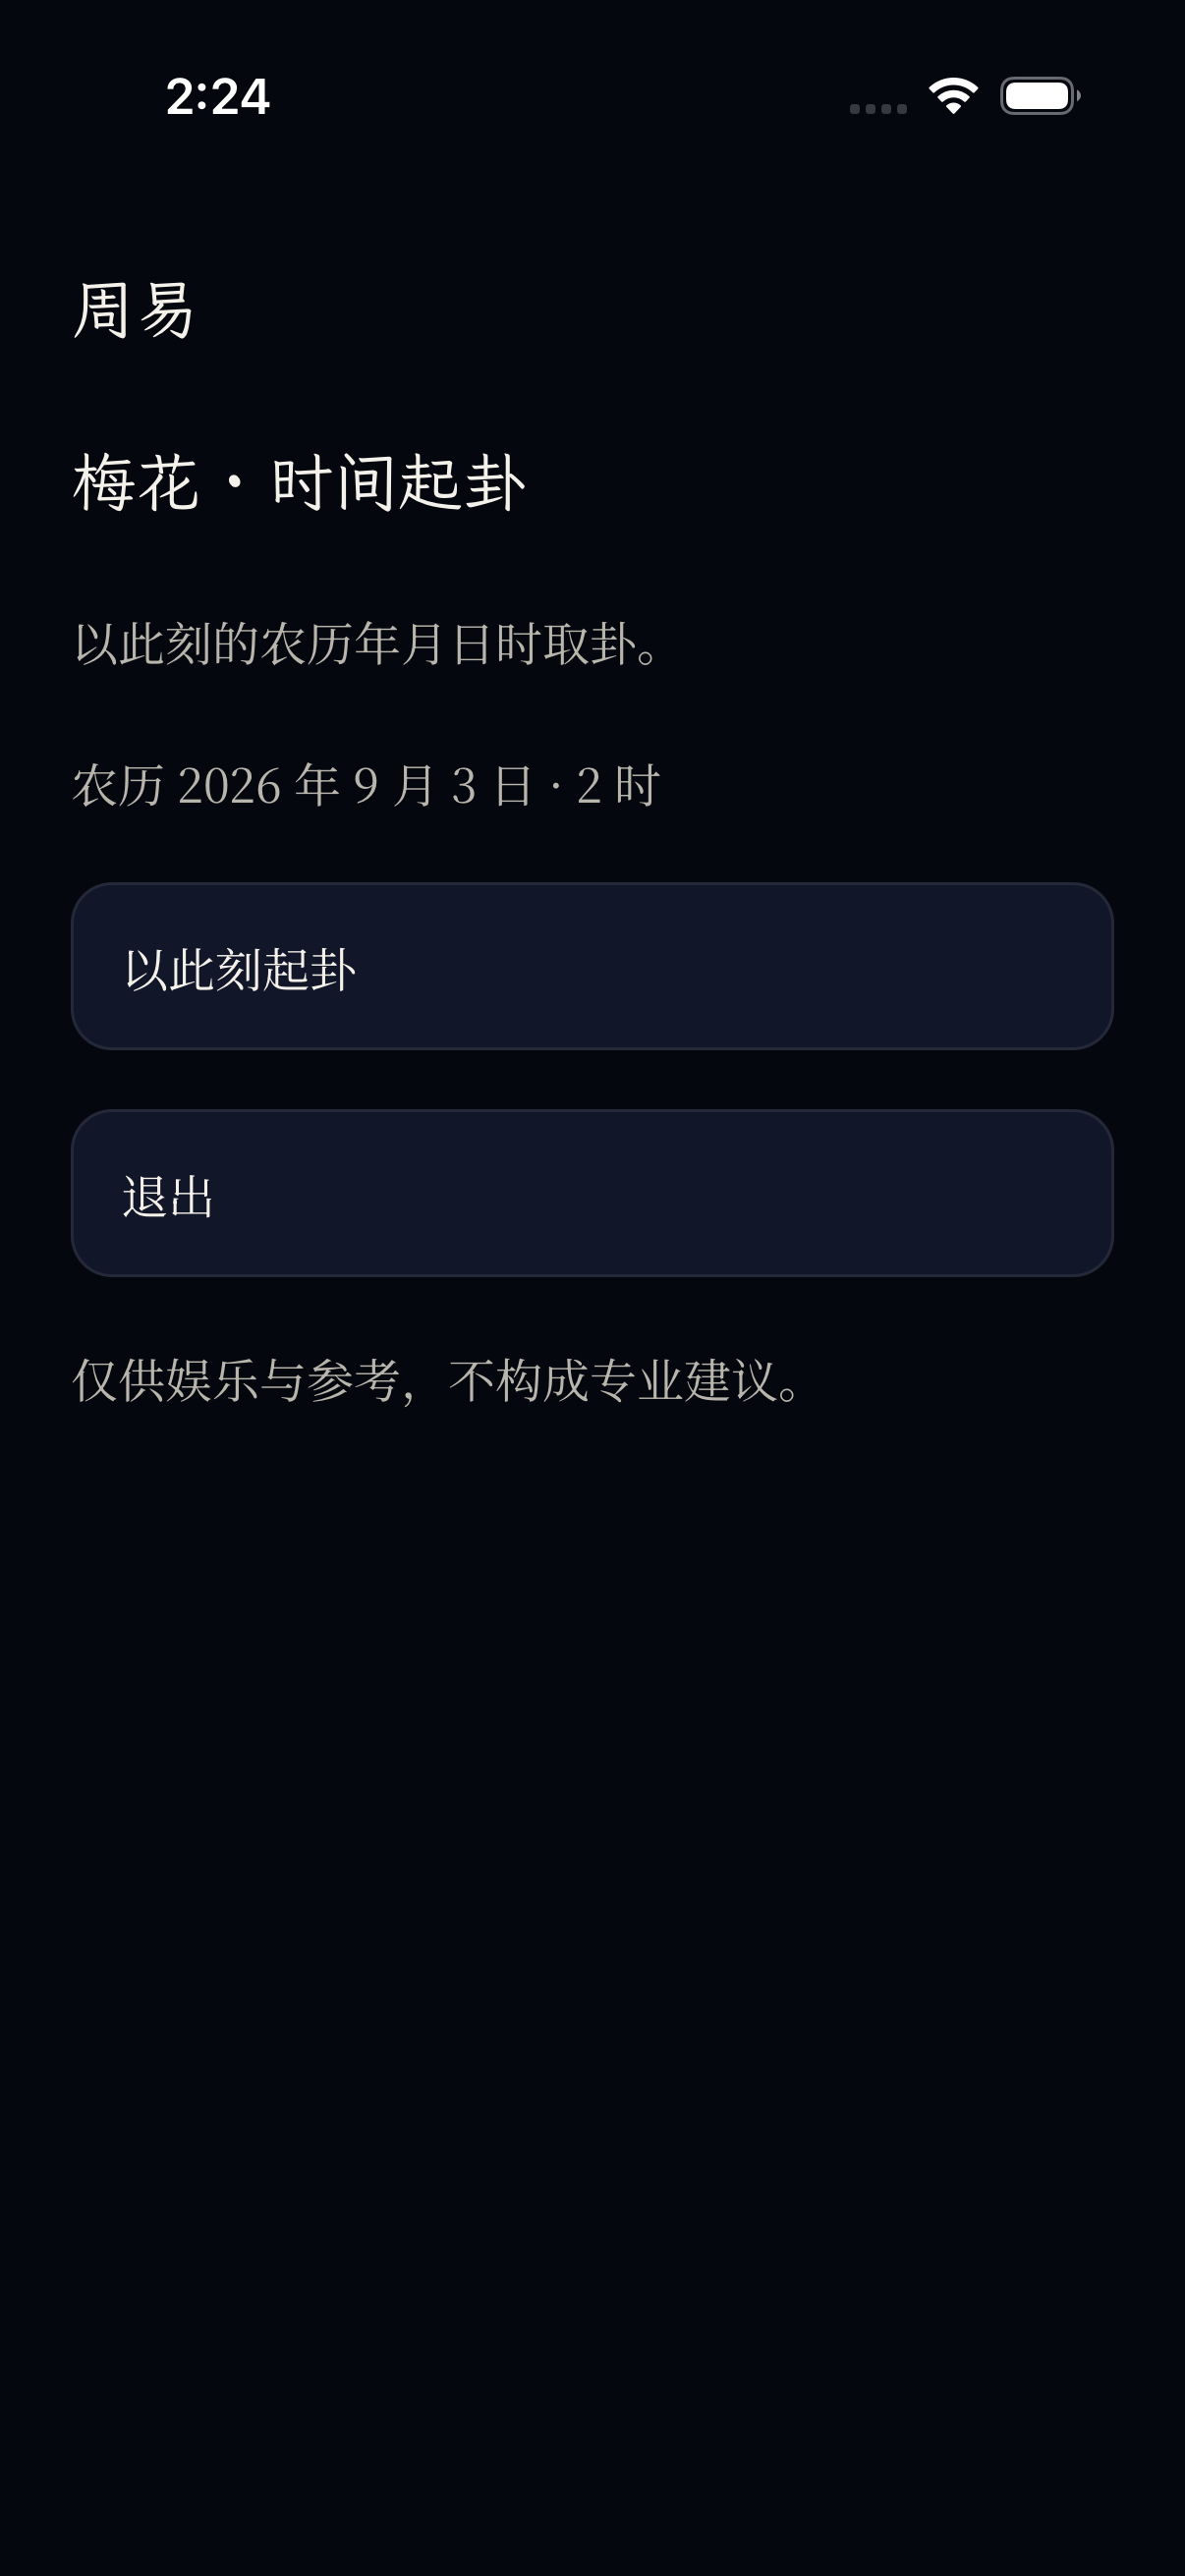 2:24
周易
梅花・时间起卦
以此刻的农历年月日时取卦。
农历 2026 年 9 月 3 日 · 2 时
以此刻起卦
退出
仅供娱乐与参考，不构成专业建议。